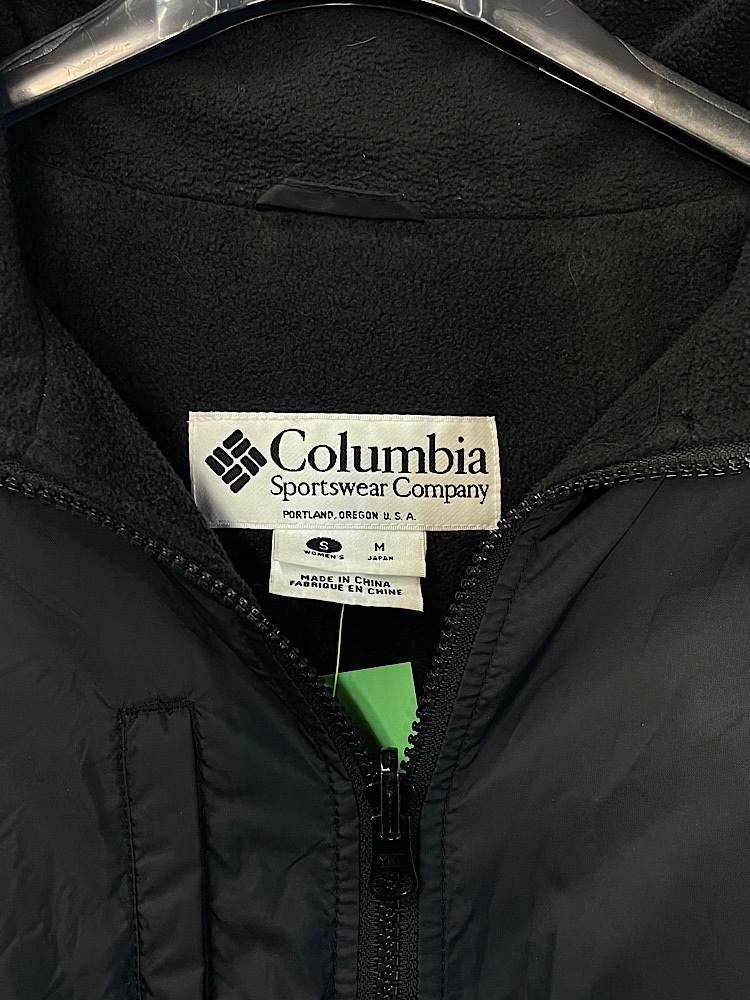 Columbia
Sportswear Company
PORTLAND, OREGON U.S.A.
S M
WOMEN'S JAPAN
MADE IN CHINA
FABRIQUE EN CHINE